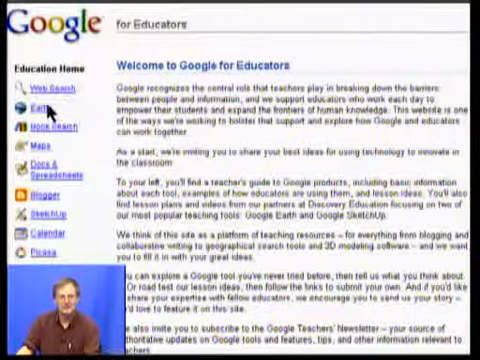 Google for Educators
Education Home
Web Search
Earth
Book Search
Maps
Docs &
Spreadsheets
Blogger
SketchUp
Calendar
Picasa
Welcome to Google for Educators
Google recognizes the central role that teachers play in breaking down the barriers
between people and information, and we support educators who work each day to
empower their students and expand the frontiers of human knowledge. This website is one
of the ways we're working to bolster that support and explore how Google and educators
can work together
As a start, we're inviting you to share your best ideas for using technology to innovate in
the classroom
To your left, you'll find a teacher's guide to Google products, including basic information
about each tool, examples of how educators are using them, and lesson ideas. You'll also
find lesson plans and videos from our partners at Discovery Education focusing on two of
our most popular teaching tools: Google Earth and Google SketchUp.
We think of this site as a platform of teaching resources – for everything from blogging and
collaborative writing to geographical search tools and 3D modeling software – and we want
you to fill it in with your great ideas.
ou can explore a Google tool you've never tried before, then tell us what you think about
Or road test our lesson ideas, then follow the links to submit your own. And if you'd like
share your expertise with fellow educators, we encourage you to send us your story –
'd love to feature it on this site.
e also invite you to subscribe to the Google Teachers' Newsletter – your source of
thoritative updates on Google tools and features, tips, and other information relevant to
achers